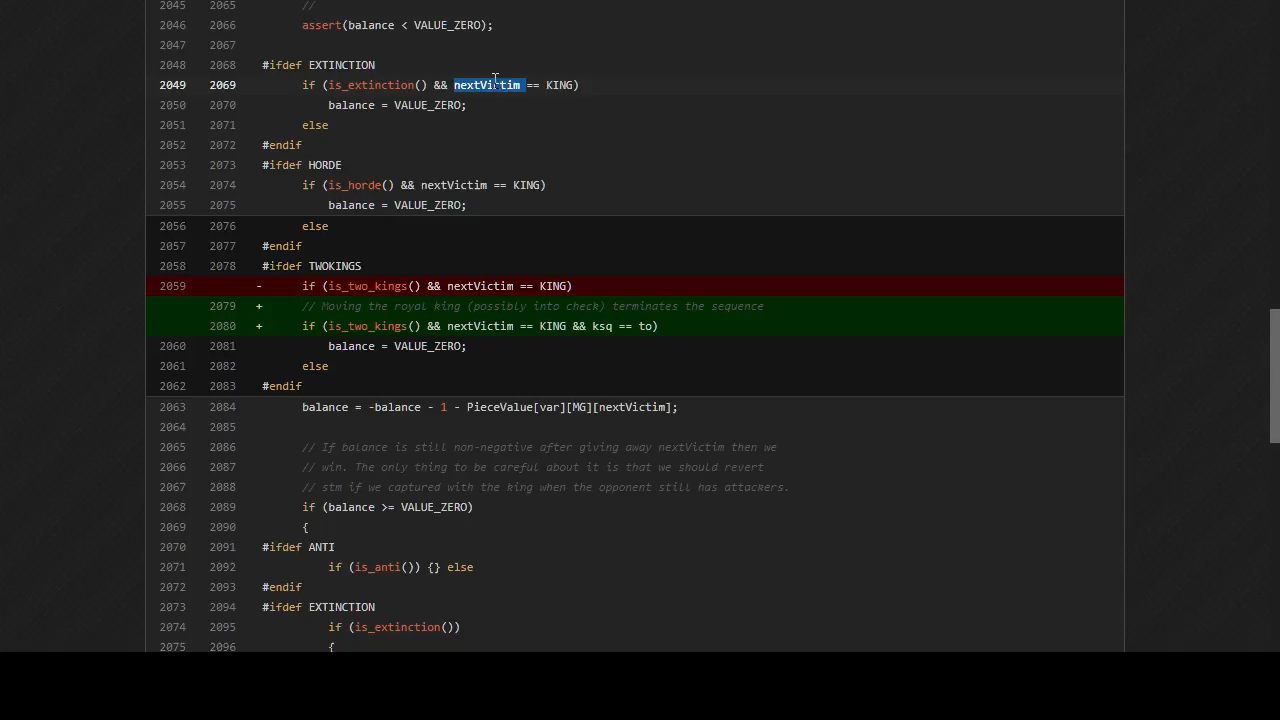 2045 2065 //
2046 2066 assert(balance < VALUE_ZERO);
2047 2067
2048 2068 #ifdef EXTINCTION
2049 2069 if (is_extinction() && nextVictim == KING)
2050 2070 balance = VALUE_ZERO;
2051 2071 else
2052 2072 #endif
2053 2073 #ifdef HORDE
2054 2074 if (is_horde() && nextVictim == KING)
2055 2075 balance = VALUE_ZERO;
2056 2076 else
2057 2077 #endif
2058 2078 #ifdef TWOKINGS
2059 - if (is_two_kings() && nextVictim == KING)
2079 + // Moving the royal king (possibly into check) terminates the sequence
2080 + if (is_two_kings() && nextVictim == KING && ksq == to)
2060 2081 balance = VALUE_ZERO;
2061 2082 else
2062 2083 #endif
2063 2084 balance = -balance - 1 - PieceValue[var][MG][nextVictim];
2064 2085
2065 2086 // If balance is still non-negative after giving away nextVictim then we
2066 2087 // win. The only thing to be careful about it is that we should revert
2067 2088 // stm if we captured with the king when the opponent still has attackers.
2068 2089 if (balance >= VALUE_ZERO)
2069 2090 {
2070 2091 #ifdef ANTI
2071 2092 if (is_anti()) {} else
2072 2093 #endif
2073 2094 #ifdef EXTINCTION
2074 2095 if (is_extinction())
2075 2096 {